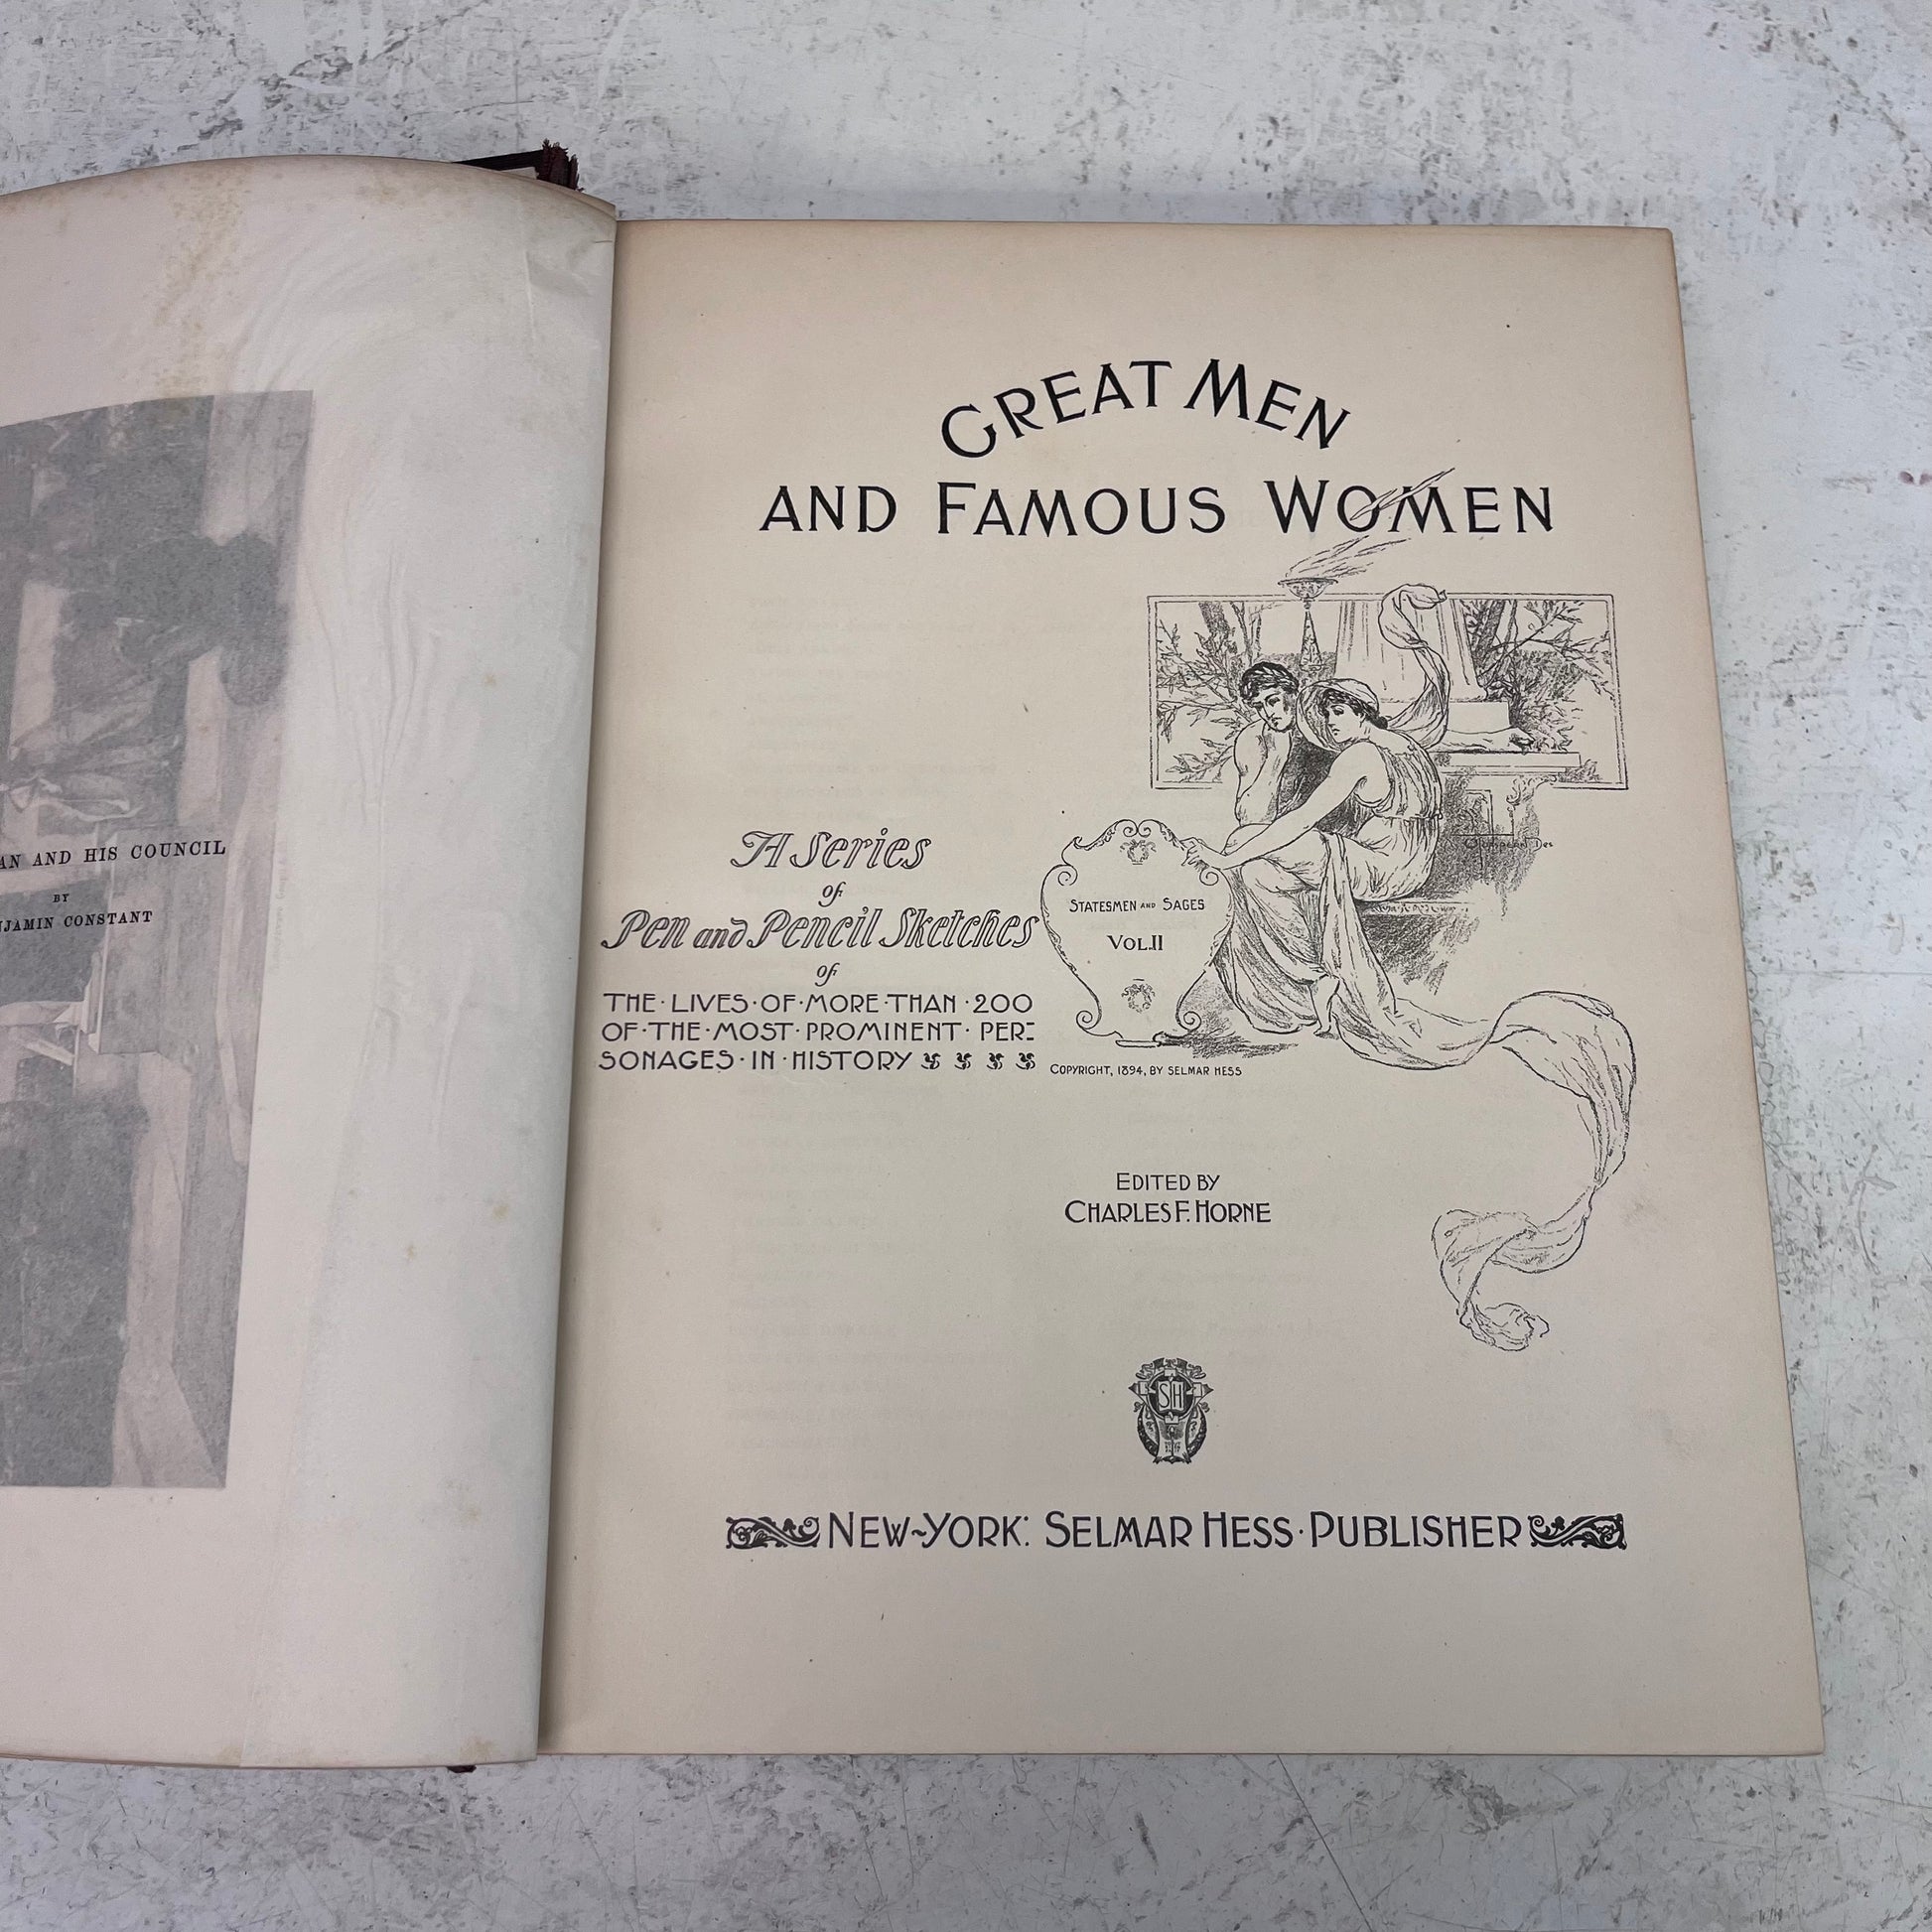 AN AND HIS COUNCIL
BY
NJAMIN CONSTANT
GREAT MEN
AND FAMOUS WOMEN
A Series
of
Pen and Pencil Sketches
of
THE·LIVES·OF·MORE·THAN·200
OF·THE·MOST·PROMINENT·PER=
SONAGES·IN·HISTORY
STATESMEN AND SAGES
VOL.II
COPYRIGHT, 1894, BY SELMAR HESS
EDITED BY
CHARLES F. HORNE
SH
NEW~YORK: SELMAR HESS·PUBLISHER